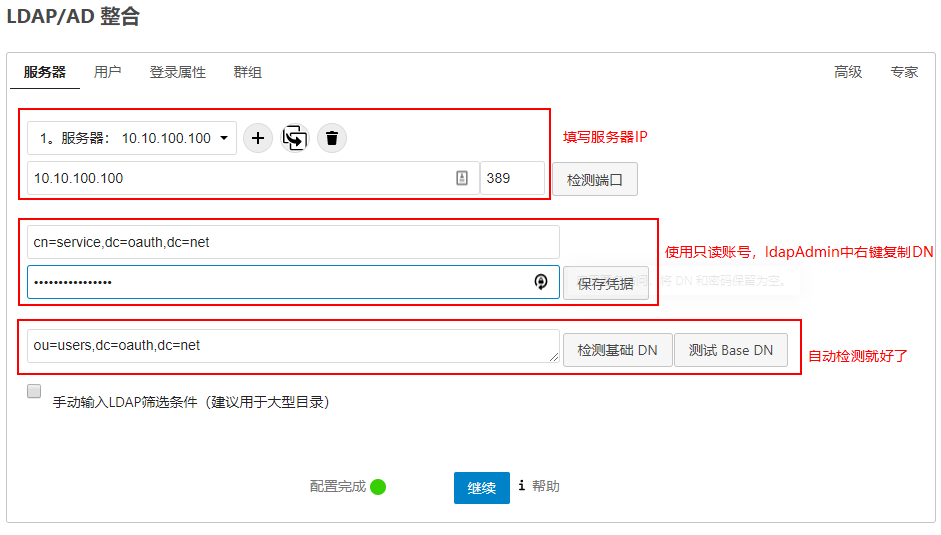 LDAP/AD 整合
服务器 用户 登录属性 群组 高级 专家
1。服务器： 10.10.100.100
填写服务器IP
10.10.100.100 389 检测端口
cn=service,dc=oauth,dc=net
使用只读账号，ldapAdmin中右键复制DN
•••••••••••••••• 保存凭据 DN 和密码保留为空。
ou=users,dc=oauth,dc=net 检测基础 DN 测试 Base DN
自动检测就好了
手动输入LDAP筛选条件（建议用于大型目录）
配置完成 继续 i 帮助